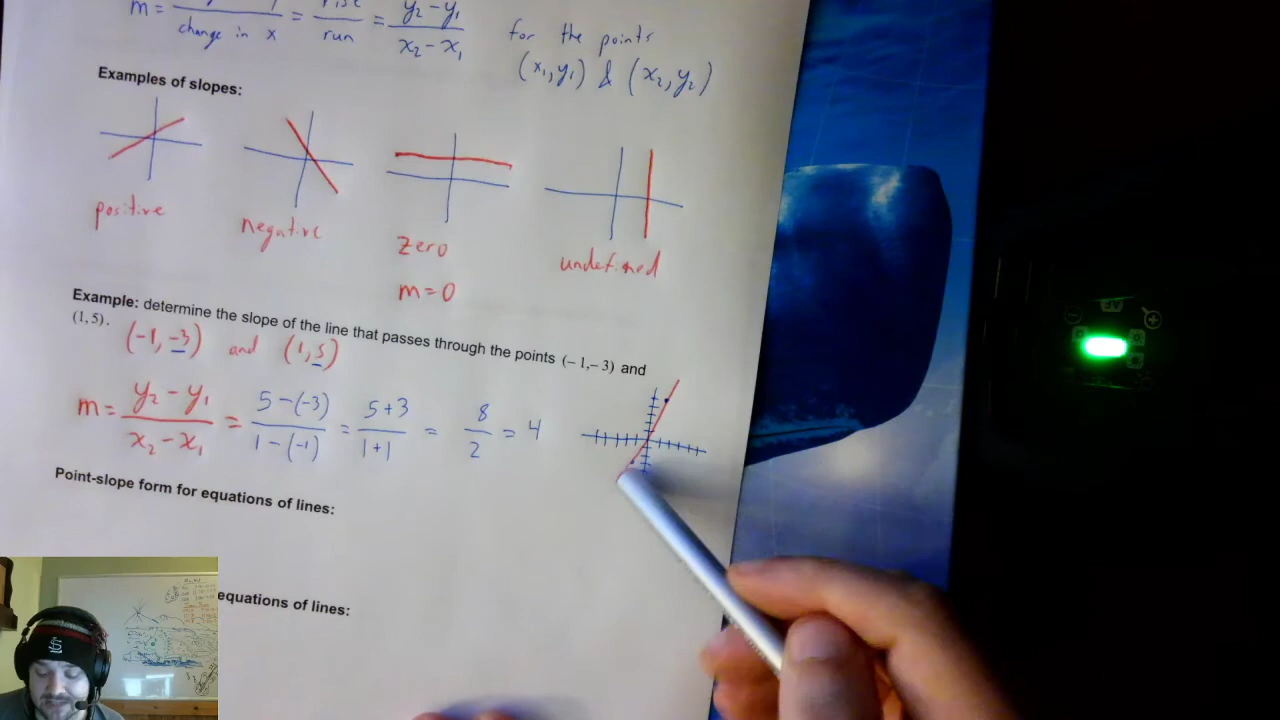 m = change in x = rise run = y₂ - y₁ x₂ - x₁ for the points
(x₁, y₁) & (x₂, y₂)
Examples of slopes:
positive
negative
zero
m = 0
undefined
Example: determine the slope of the line that passes through the points (−1,−3) and
(1,5).
(-1, -3) and (1, 5)
m = y₂ - y₁ / x₂ - x₁ = 5 - (-3) / 1 - (-1) = 5 + 3 / 1 + 1 = 8 / 2 = 4
Point-slope form for equations of lines:
equations of lines: